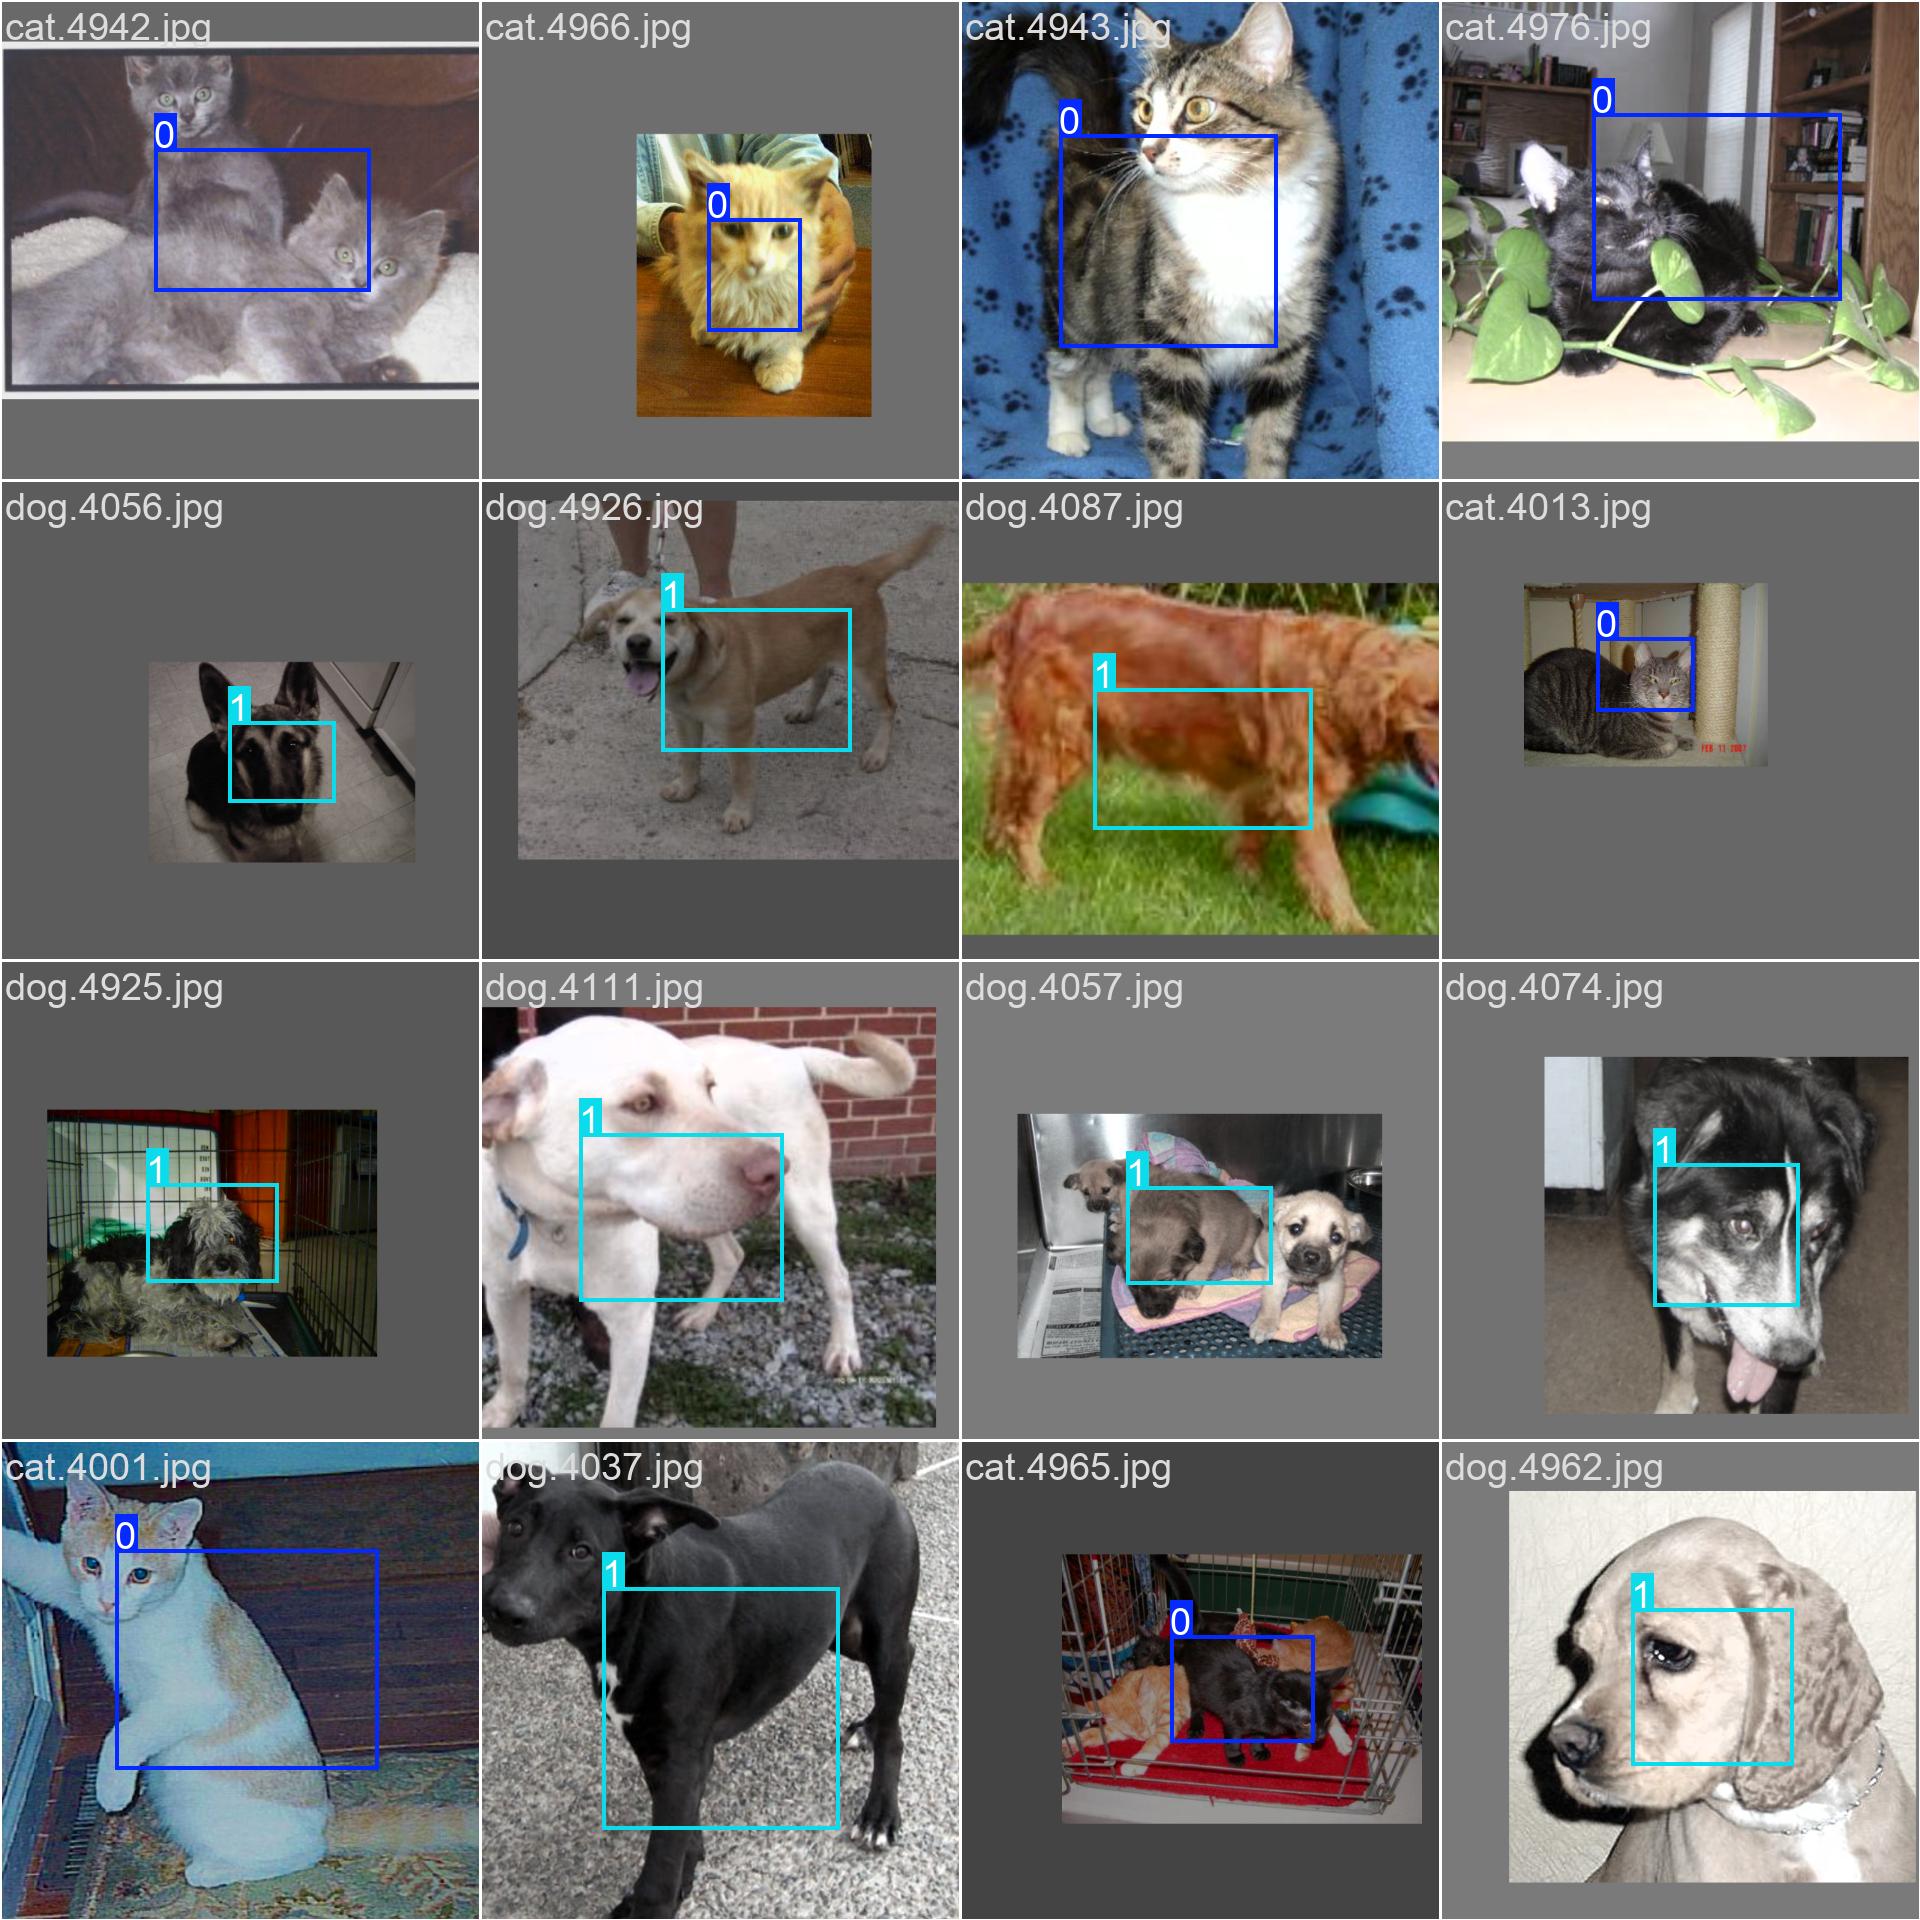 cat.4942.jpg
cat.4966.jpg
cat.4943.jpg
cat.4976.jpg
0
0
0
0
dog.4056.jpg
dog.4926.jpg
dog.4087.jpg
cat.4013.jpg
1
1
1
0
FEB 11 2007
dog.4925.jpg
dog.4111.jpg
dog.4057.jpg
dog.4074.jpg
1
1
1
1
cat.4001.jpg
dog.4037.jpg
cat.4965.jpg
dog.4962.jpg
0
1
0
1